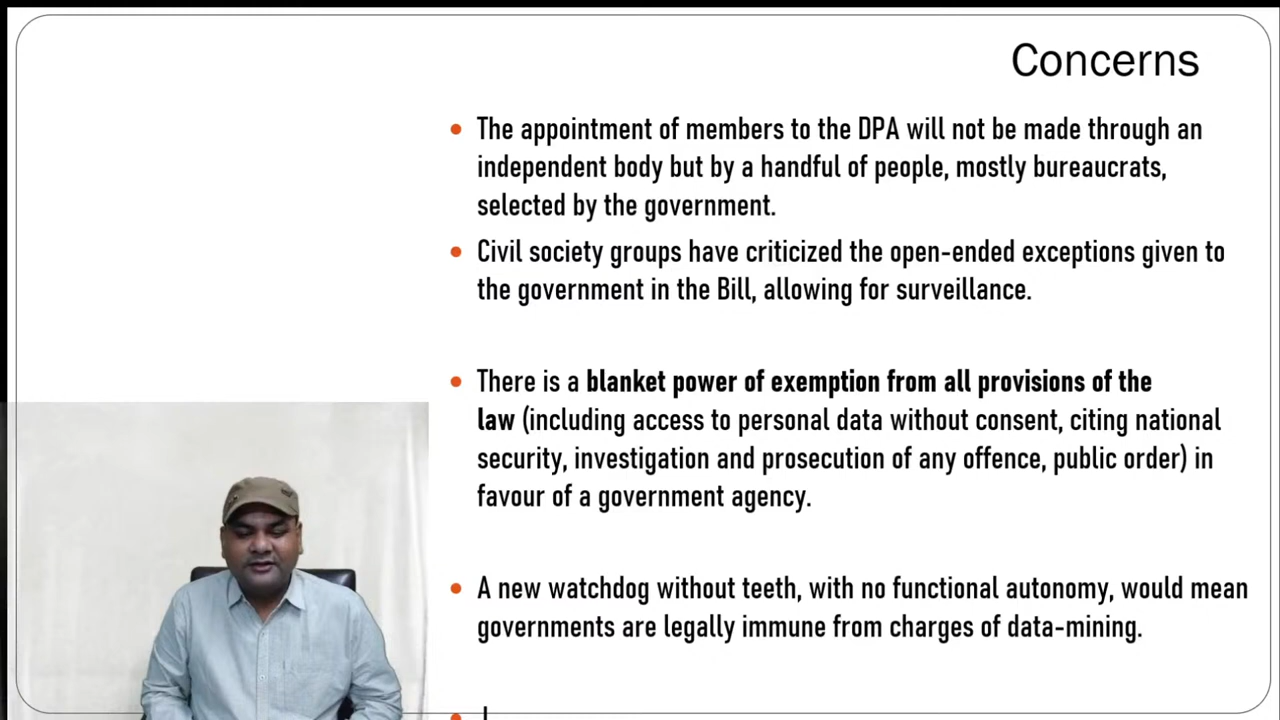 Concerns
• The appointment of members to the DPA will not be made through an
independent body but by a handful of people, mostly bureaucrats,
selected by the government.
• Civil society groups have criticized the open-ended exceptions given to
the government in the Bill, allowing for surveillance.
• There is a blanket power of exemption from all provisions of the
law (including access to personal data without consent, citing national
security, investigation and prosecution of any offence, public order) in
favour of a government agency.
• A new watchdog without teeth, with no functional autonomy, would mean
governments are legally immune from charges of data-mining.